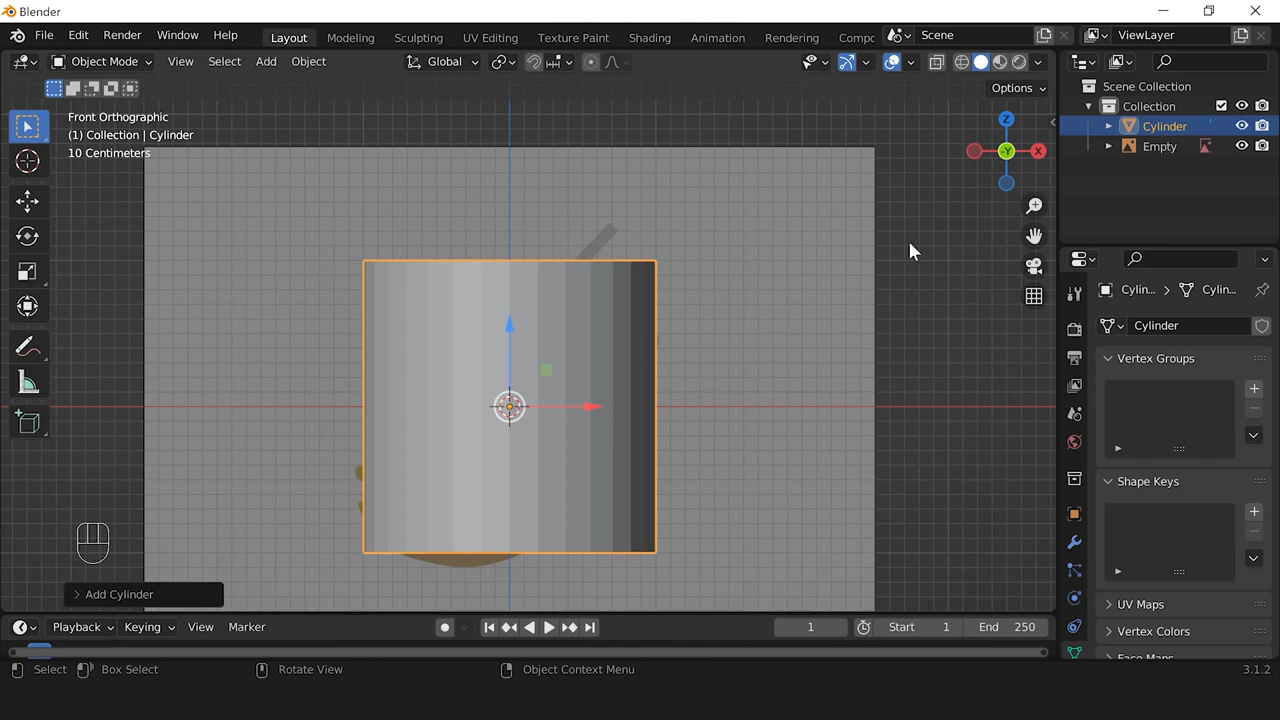 Blender
File Edit Render Window Help
Layout Modeling Sculpting UV Editing Texture Paint Shading Animation Rendering Compc
Scene
ViewLayer
Object Mode View Select Add Object
Global
Options
Front Orthographic
(1) Collection | Cylinder
10 Centimeters
Z
-Y
X
Scene Collection
Collection
Cylinder
Empty
Cylin... > Cylin...
Cylinder
Vertex Groups
Shape Keys
UV Maps
Vertex Colors
Face Maps
> Add Cylinder
Playback Keying View Marker
1
Start 1 End 250
Select Box Select Rotate View Object Context Menu
3.1.2